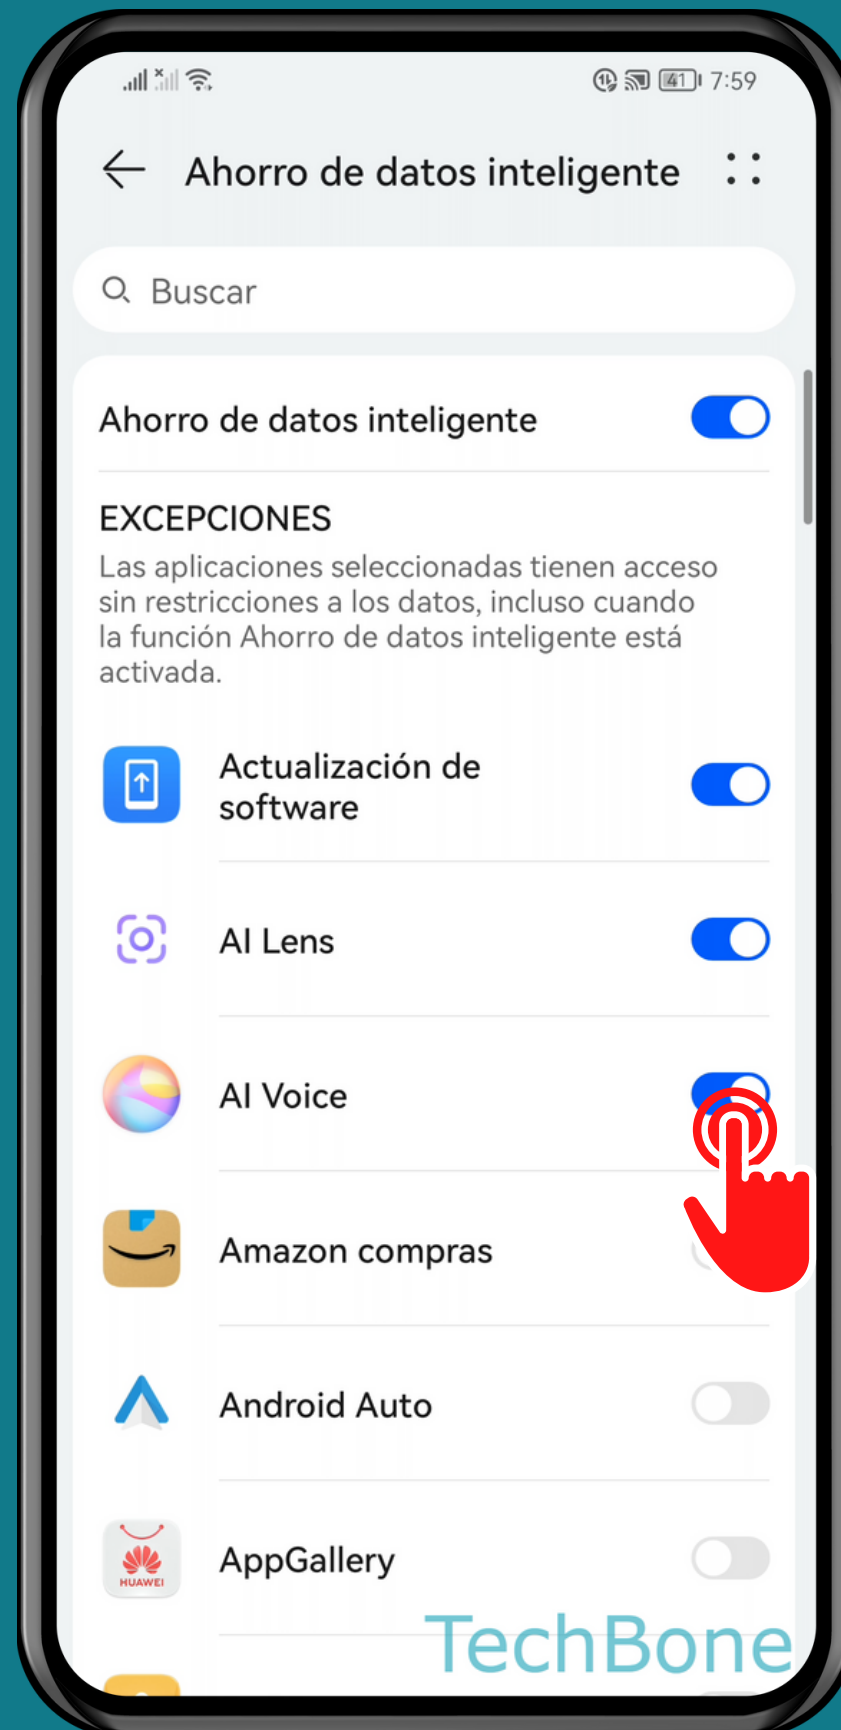 41 7:59
Ahorro de datos inteligente
Buscar
Ahorro de datos inteligente
EXCEPCIONES
Las aplicaciones seleccionadas tienen acceso
sin restricciones a los datos, incluso cuando
la función Ahorro de datos inteligente está
activada.
Actualización de
software
AI Lens
AI Voice
Amazon compras
Android Auto
HUAWEI
AppGallery
TechBone